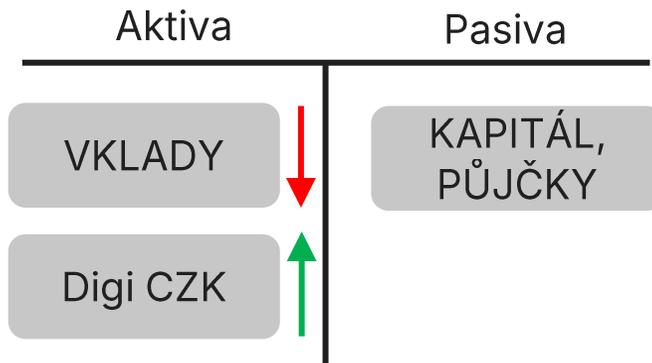 Aktiva
Pasiva
VKLADY
KAPITÁL,
PŮJČKY
Digi CZK